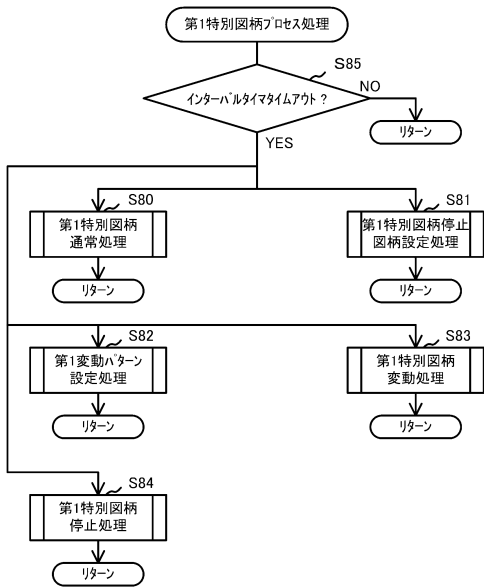 第1特別図柄プロセス処理
S85
インターバルタイマタイムアウト?
NO
リターン
YES
S80
第1特別図柄
通常処理
リターン
S81
第1特別図柄停止
図柄設定処理
リターン
S82
第1変動パターン
設定処理
リターン
S83
第1特別図柄
変動処理
リターン
S84
第1特別図柄
停止処理
リターン